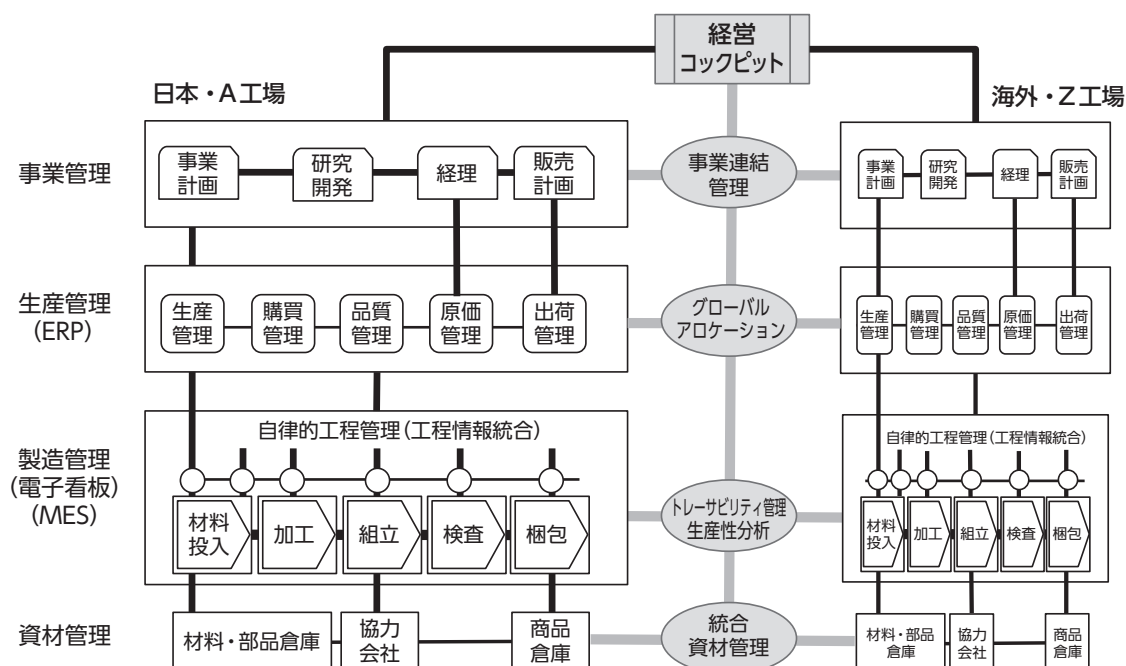 経営
コックピット
日本・A工場
海外・Z工場
事業管理
事業
計画
研究
開発
経理
販売
計画
事業連結
管理
事業
計画
研究
開発
経理
販売
計画
生産管理
(ERP)
生産
管理
購買
管理
品質
管理
原価
管理
出荷
管理
グローバル
アロケーション
生産
管理
購買
管理
品質
管理
原価
管理
出荷
管理
製造管理
(電子看板)
(MES)
自律的工程管理(工程情報統合)
材料
投入
加工
組立
検査
梱包
トレーサビリティ管理
生産性分析
自律的工程管理(工程情報統合)
材料
投入
加工
組立
検査
梱包
資材管理
材料・部品倉庫
協力
会社
商品
倉庫
統合
資材管理
材料・部品
倉庫
協力
会社
商品
倉庫